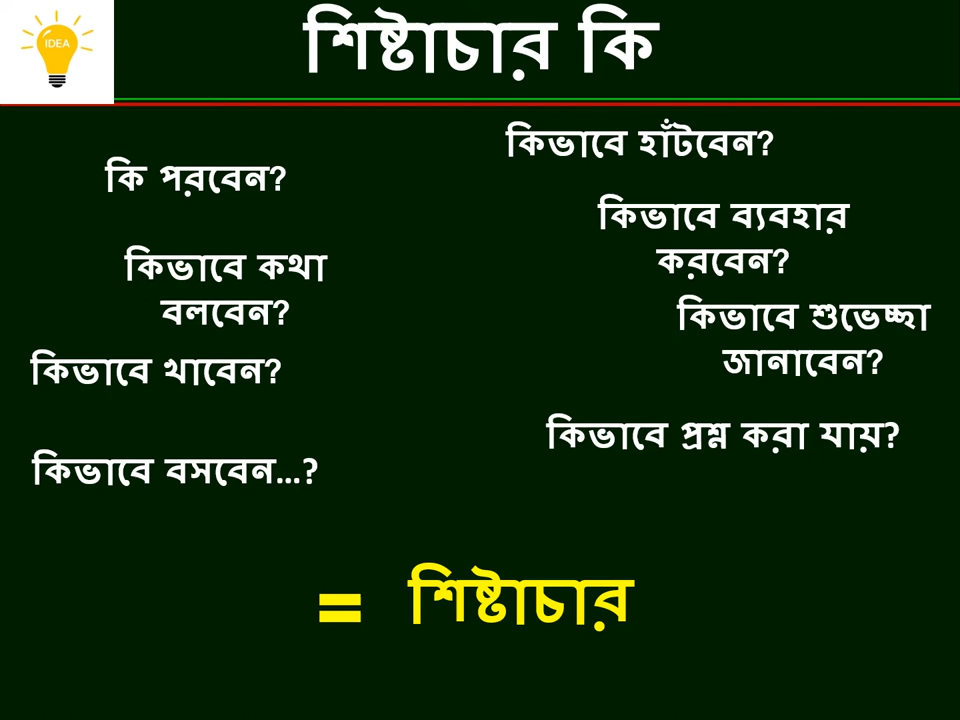 IDEA
শিষ্টাচার কি
কি পরবেন?
কিভাবে কথা
বলবেন?
কিভাবে খাবেন?
কিভাবে বসবেন...?
কিভাবে হাঁটবেন?
কিভাবে ব্যবহার
করবেন?
কিভাবে শুভেচ্ছা
জানাবেন?
কিভাবে প্রশ্ন করা যায়?
= শিষ্টাচার